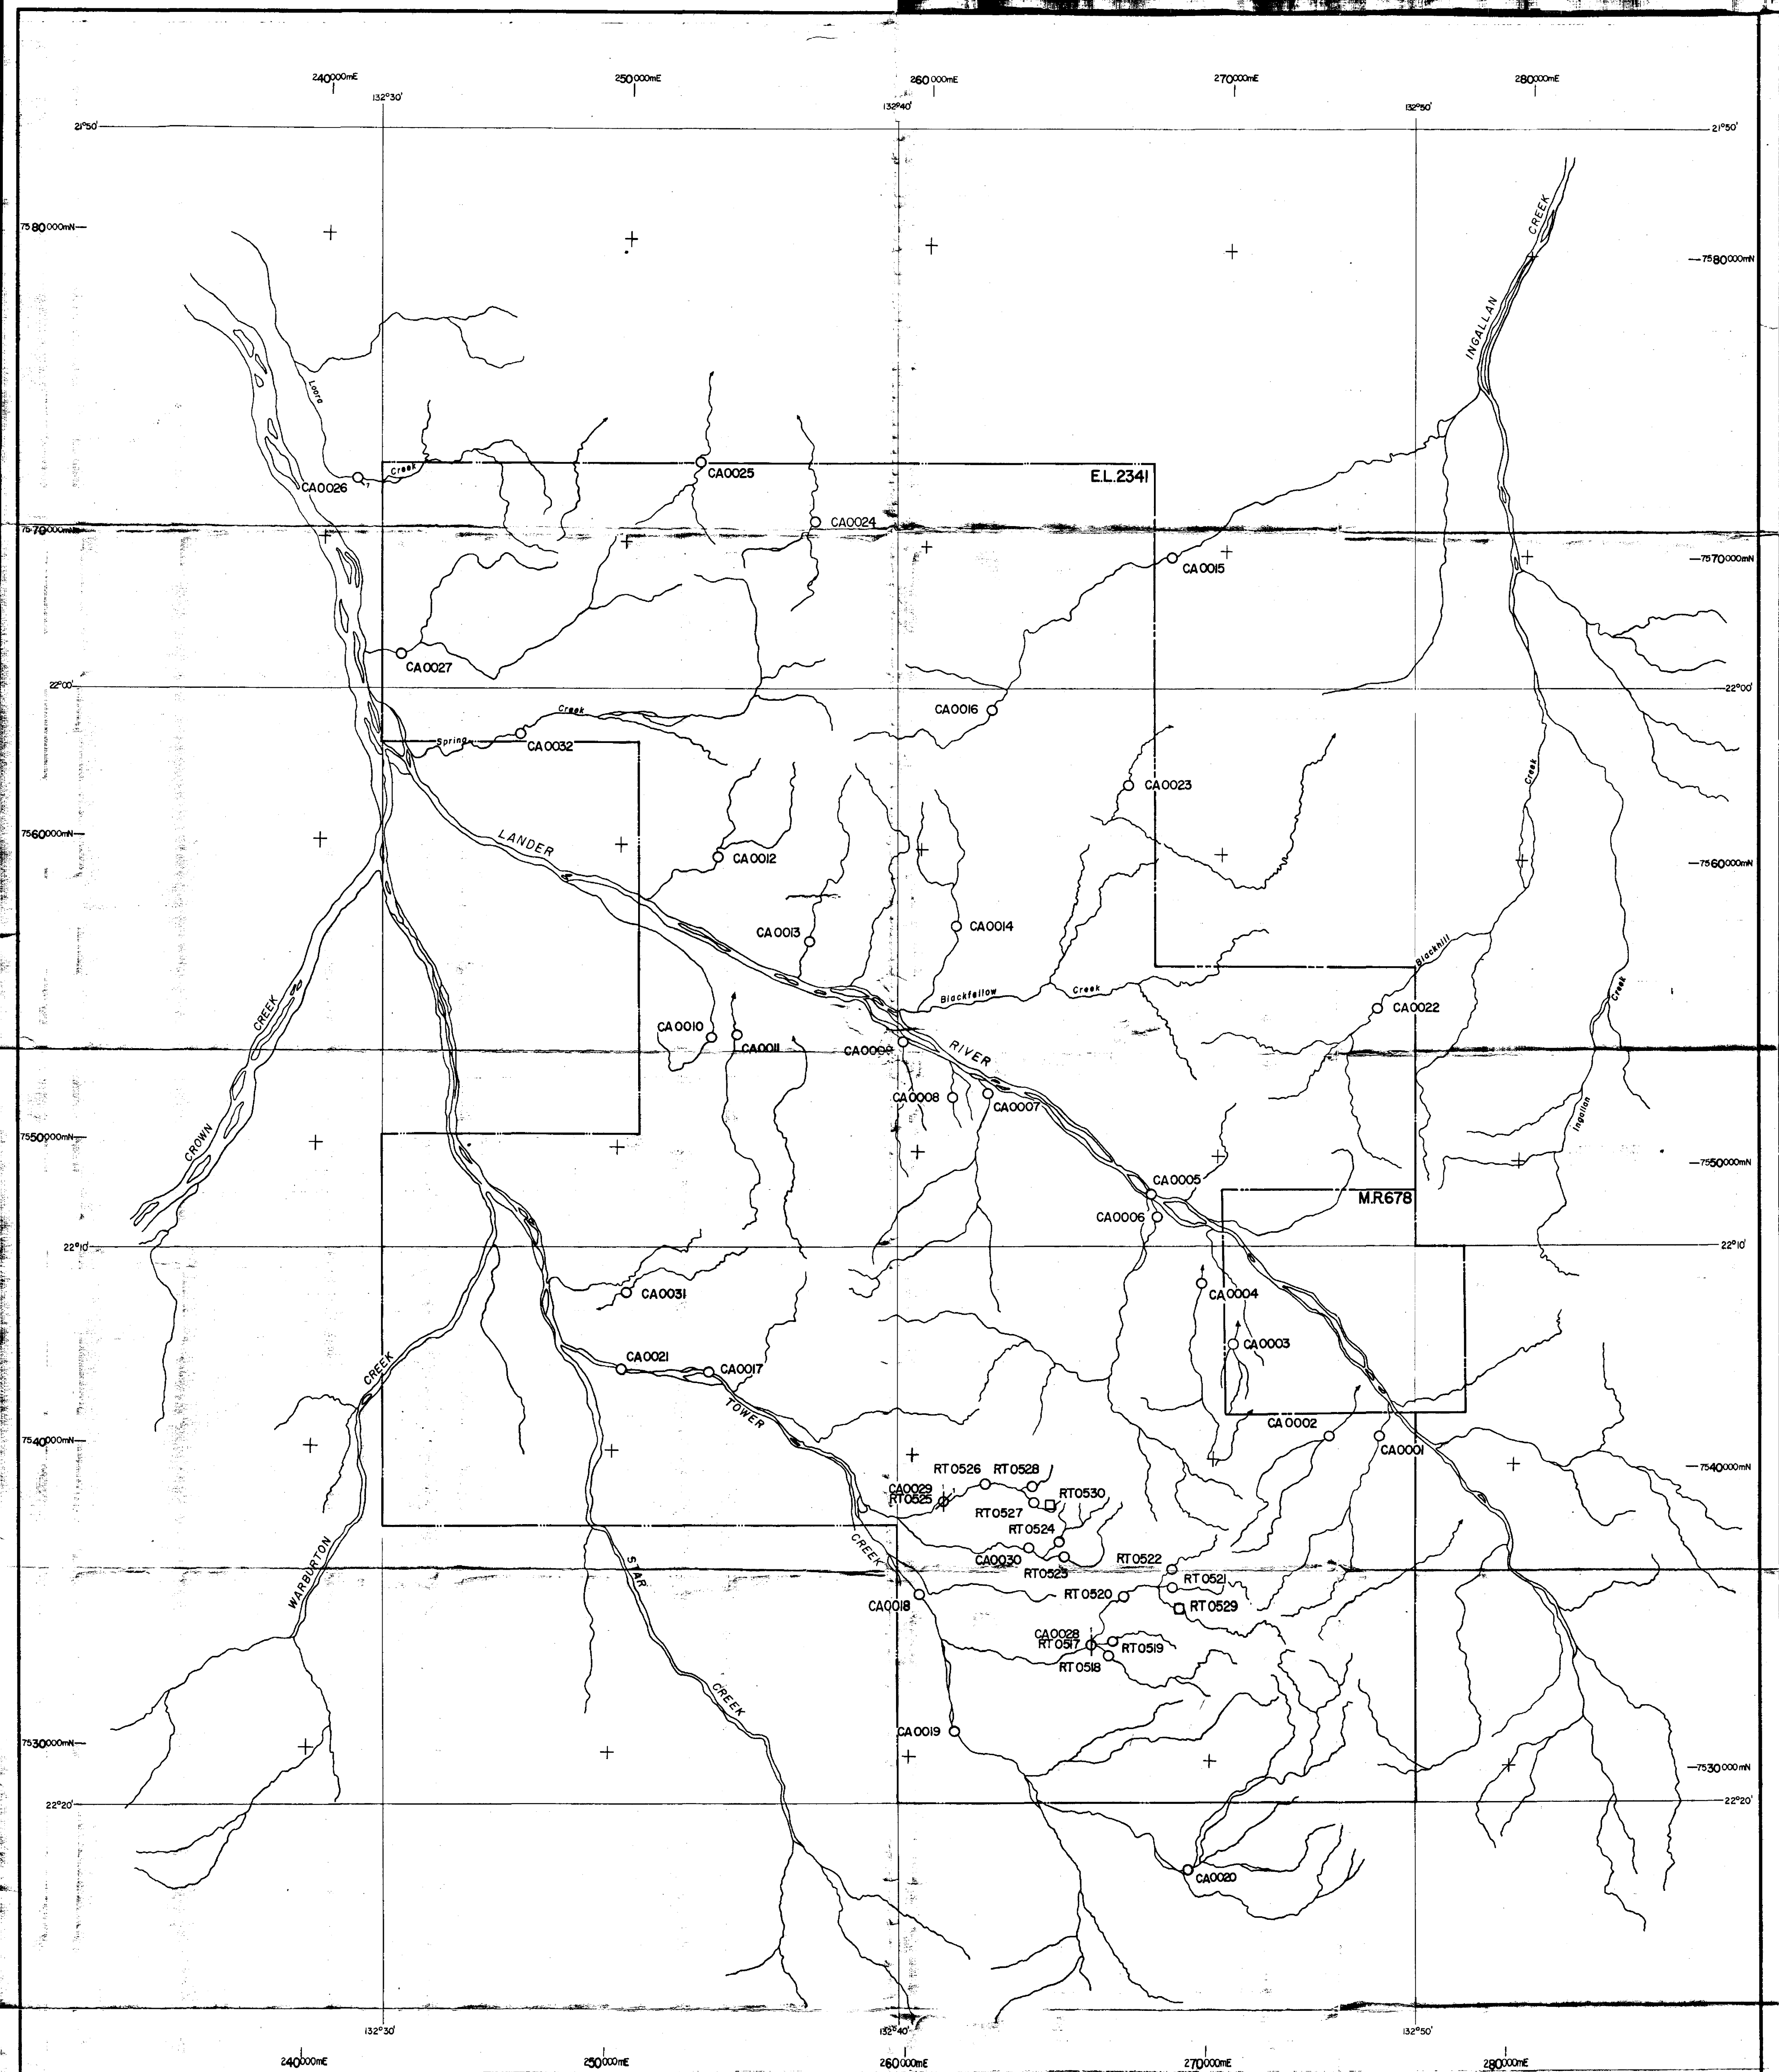 240000mE
250000mE
260000mE
270000mE
280000mE
132°30'
132°40'
132°50'
21°50'
21°50'
CREEK
7580000mN
7580000mN
INGALLAN
Looro
Creek
CA0026
CA0025
E.L.2341
CA0024
7570000mN
7570000mN
CA0015
CA0027
22°00'
22°00'
CA0016
Creek
Spring
CA0032
CA0023
Creek
7560000mN
LANDER
CA0012
7560000mN
CA0013
CA0014
Blackhill
Blackfellow
Creek
Creek
CREEK
CA0022
CA0010
CA0011
CA0009
RIVER
CA0008
CA0007
Ingallan
CROWN
7550000mN
7550000mN
CA0005
M.R.678
CA0006
22°10'
22°10'
CA0004
CA0031
CA0003
CA0021
CA0017
CREEK
TOWER
CA0002
CA0001
7540000mN
7540000mN
RT0526
RT0528
CA0029
RT0525
RT0530
RT0527
RT0524
CREEK
CA0030
RT0523
RT0522
WARBURTON
STAR
RT0521
CA0018
RT0520
RT0529
CA0028
RT0517
RT0519
RT0518
CREEK
CA0019
7530000mN
7530000mN
22°20'
22°20'
CA0020
132°30'
132°40'
132°50'
240000mE
250000mE
260000mE
270000mE
280000mE